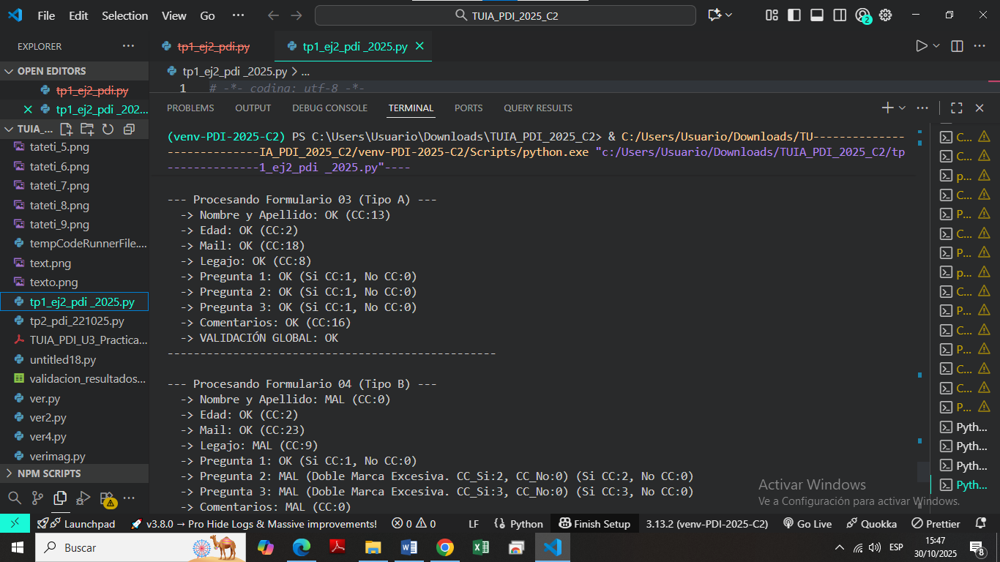 File Edit Selection View Go ··· TUIA_PDI_2025_C2
2
EXPLORER ···
tp1_ej2_pdi.py
tp1_ej2_pdi _2025.py
OPEN EDITORS
tp1_ej2_pdi.py
tp1_ej2_pdi _202...
TUIA_...
tateti_5.png
tateti_6.png
tateti_7.png
tateti_8.png
tateti_9.png
tempCodeRunnerFile....
text.png
texto.png
tp1_ej2_pdi _2025.py
tp2_pdi_221025.py
TUIA_PDI_U3_Practica...
untitled18.py
validacion_resultados...
ver.py
ver2.py
ver4.py
verimag.py
NPM SCRIPTS
tp1_ej2_pdi _2025.py > ...
1 # -*- coding: utf-8 -*-
PROBLEMS OUTPUT DEBUG CONSOLE TERMINAL PORTS QUERY RESULTS
(venv-PDI-2025-C2) PS C:\Users\Usuario\Downloads\TUIA_PDI_2025_C2> & C:/Users/Usuario/Downloads/TU--------------
--------------IA_PDI_2025_C2/venv-PDI-2025-C2/Scripts/python.exe "c:/Users/Usuario/Downloads/TUIA_PDI_2025_C2/tp
--------------1_ej2_pdi _2025.py"----
--- Procesando Formulario 03 (Tipo A) ---
-> Nombre y Apellido: OK (CC:13)
-> Edad: OK (CC:2)
-> Mail: OK (CC:18)
-> Legajo: OK (CC:8)
-> Pregunta 1: OK (Si CC:1, No CC:0)
-> Pregunta 2: OK (Si CC:1, No CC:0)
-> Pregunta 3: OK (Si CC:1, No CC:0)
-> Comentarios: OK (CC:16)
-> VALIDACIÓN GLOBAL: OK
--------------------------------------------------
--- Procesando Formulario 04 (Tipo B) ---
-> Nombre y Apellido: MAL (CC:0)
-> Edad: OK (CC:2)
-> Mail: OK (CC:23)
-> Legajo: MAL (CC:9)
-> Pregunta 1: OK (Si CC:1, No CC:0)
-> Pregunta 2: MAL (Doble Marca Excesiva. CC_Si:2, CC_No:0) (Si CC:2, No CC:0)
-> Pregunta 3: MAL (Doble Marca Excesiva. CC_Si:3, CC_No:0) (Si CC:3, No CC:0)
-> Comentarios: MAL (CC:0)
C...
C...
p...
C...
P...
C...
P...
p...
C...
P...
C...
P...
C...
C...
P...
Pyth...
Pyth...
Pyth...
Pyth...
Activar Windows
Ve a Configuración para activar Windows.
Launchpad v3.8.0 → Pro Hide Logs & Massive improvements! 0 0 LF Python Finish Setup 3.13.2 (venv-PDI-2025-C2) Go Live Quokka Prettier
Buscar
ESP
15:47
30/10/2025
8